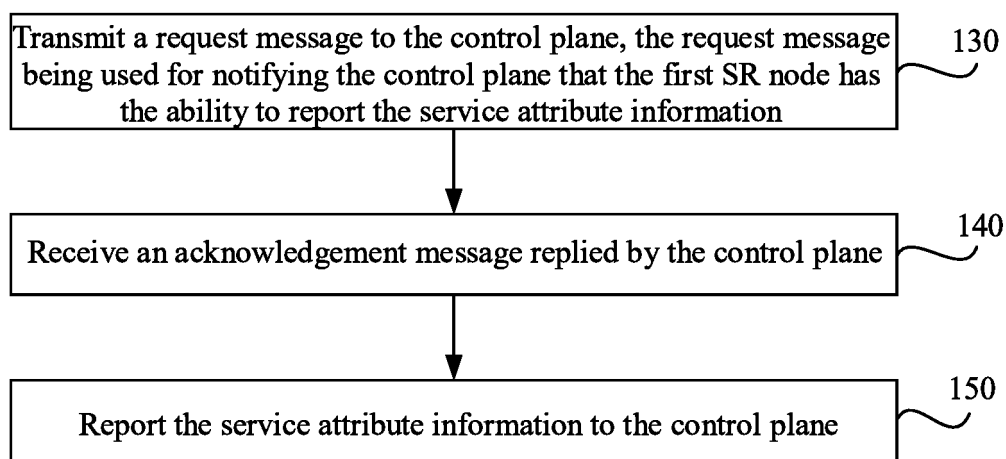 Transmit a request message to the control plane, the request message
being used for notifying the control plane that the first SR node has
the ability to report the service attribute information
130
Receive an acknowledgement message replied by the control plane
140
Report the service attribute information to the control plane
150